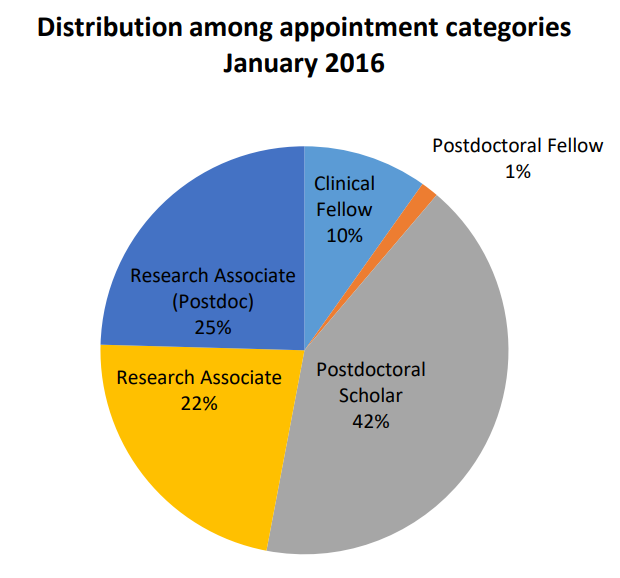 Distribution among appointment categories
January 2016
Postdoctoral Fellow
1%
Clinical
Fellow
10%
Research Associate
(Postdoc)
25%
Postdoctoral
Scholar
42%
Research Associate
22%